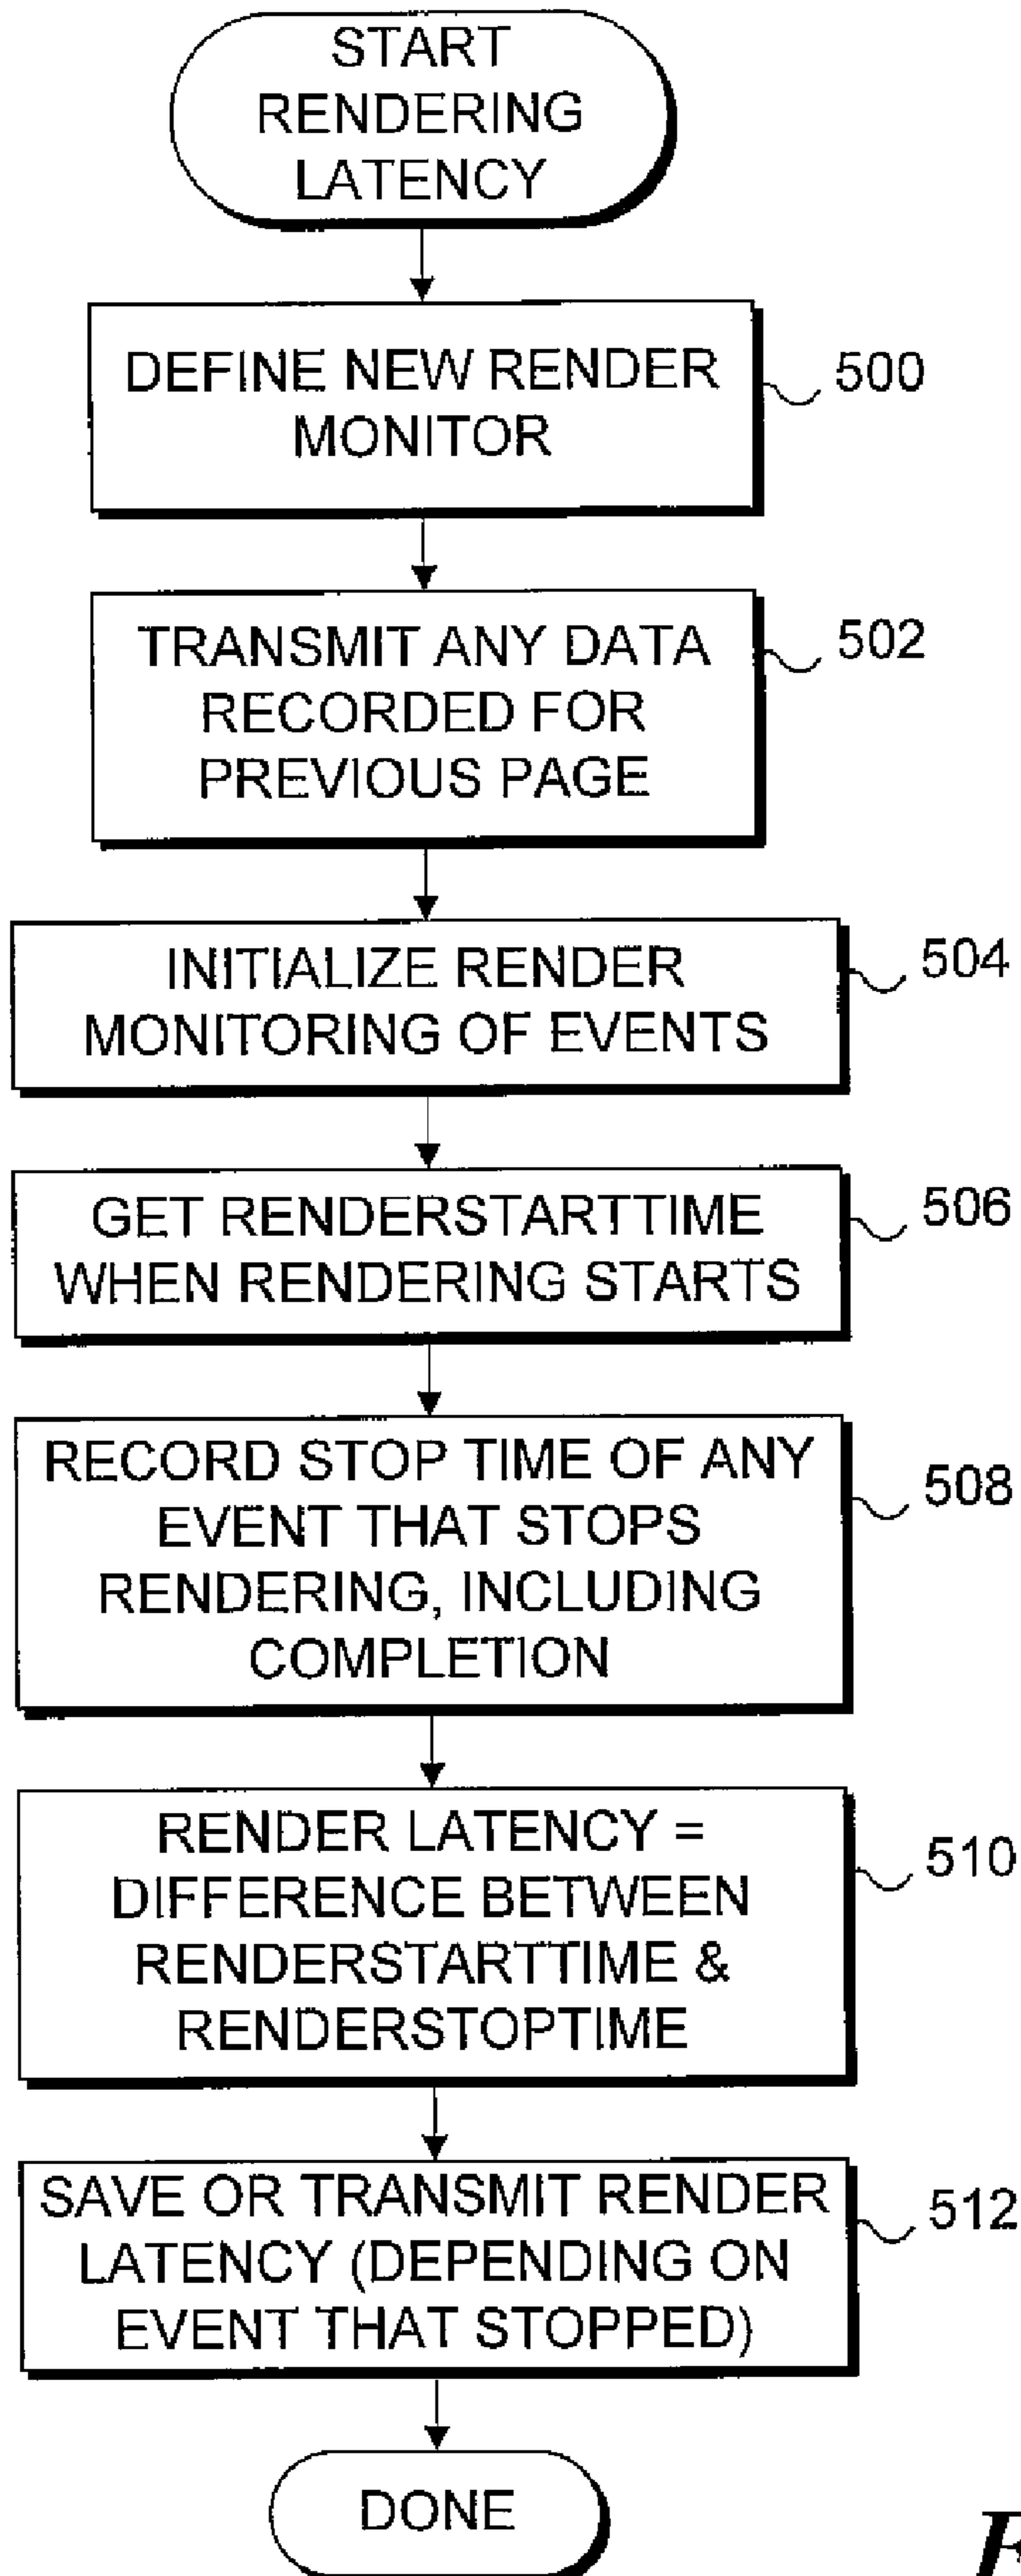 START
RENDERING
LATENCY
DEFINE NEW RENDER
MONITOR
500
TRANSMIT ANY DATA
RECORDED FOR
PREVIOUS PAGE
502
INITIALIZE RENDER
MONITORING OF EVENTS
504
GET RENDERSTARTTIME
WHEN RENDERING STARTS
506
RECORD STOP TIME OF ANY
EVENT THAT STOPS
RENDERING, INCLUDING
COMPLETION
508
RENDER LATENCY =
DIFFERENCE BETWEEN
RENDERSTARTTIME &
RENDERSTOPTIME
510
SAVE OR TRANSMIT RENDER
LATENCY (DEPENDING ON
EVENT THAT STOPPED)
512
DONE